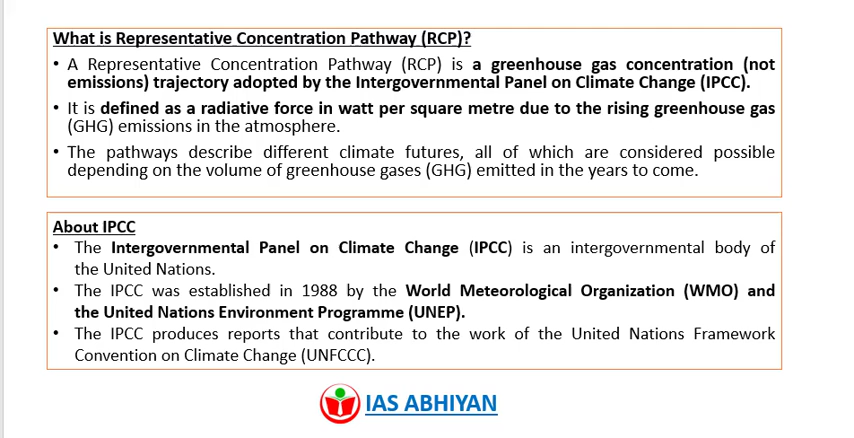 What is Representative Concentration Pathway (RCP)?
• A Representative Concentration Pathway (RCP) is a greenhouse gas concentration (not
emissions) trajectory adopted by the Intergovernmental Panel on Climate Change (IPCC).
• It is defined as a radiative force in watt per square metre due to the rising greenhouse gas
(GHG) emissions in the atmosphere.
• The pathways describe different climate futures, all of which are considered possible
depending on the volume of greenhouse gases (GHG) emitted in the years to come.
About IPCC
• The Intergovernmental Panel on Climate Change (IPCC) is an intergovernmental body of
the United Nations.
• The IPCC was established in 1988 by the World Meteorological Organization (WMO) and
the United Nations Environment Programme (UNEP).
• The IPCC produces reports that contribute to the work of the United Nations Framework
Convention on Climate Change (UNFCCC).
IAS ABHIYAN